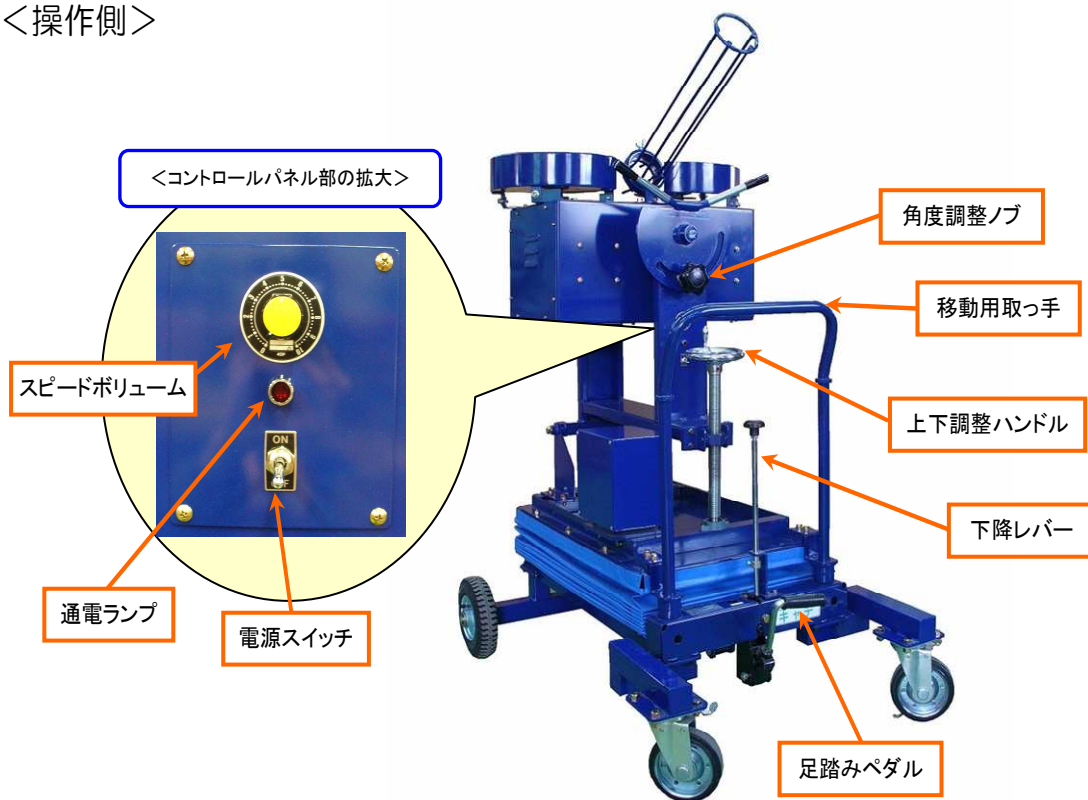 ＜操作側＞
＜コントロールパネル部の拡大＞
角度調整ノブ
移動用取っ手
スピードボリューム
上下調整ハンドル
ON
下降レバー
通電ランプ
電源スイッチ
足踏みペダル